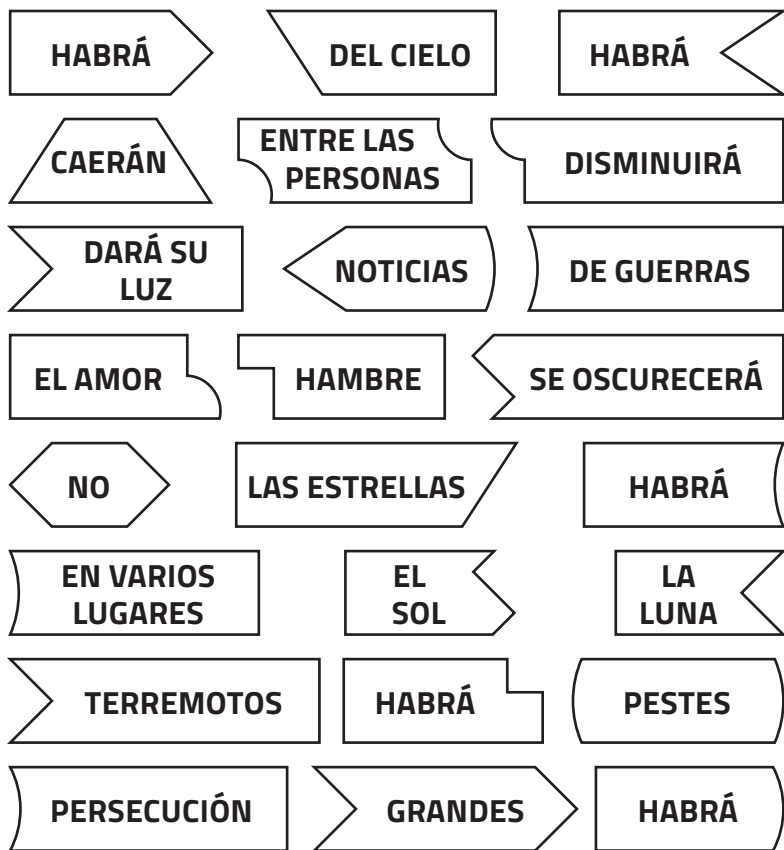 HABRÁ
DEL CIELO
HABRÁ
CAERÁN
ENTRE LAS
PERSONAS
DISMINUIRÁ
DARÁ SU
LUZ
NOTICIAS
DE GUERRAS
EL AMOR
HAMBRE
SE OSCURECERÁ
NO
LAS ESTRELLAS
HABRÁ
EN VARIOS
LUGARES
EL
SOL
LA
LUNA
TERREMOTOS
HABRÁ
PESTES
PERSECUCIÓN
GRANDES
HABRÁ